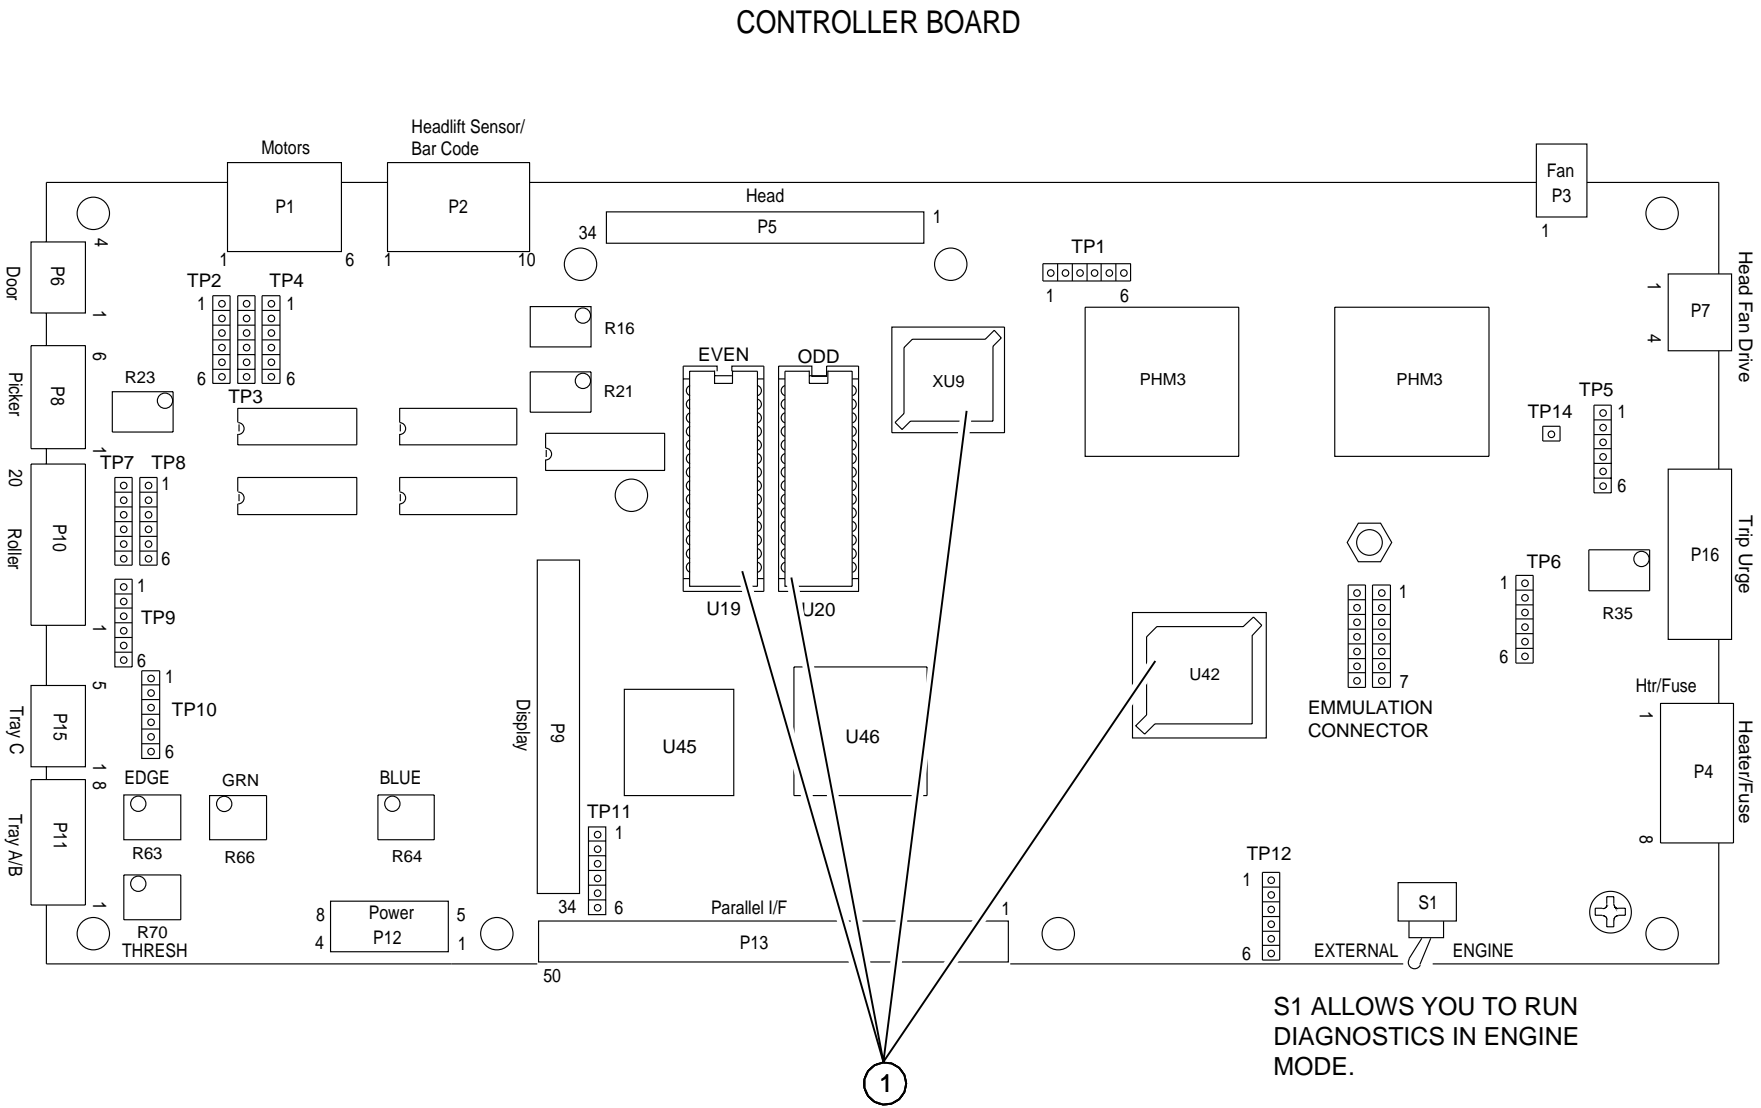 CONTROLLER BOARD
Headlift Sensor/
Bar Code
Motors
P1
1 6
P2
1 10
Head
P5
34 1
Fan
P3
1
Door
P6
4
1
TP2
1
6
TP4
1
6
TP3
R16
R21
TP1
1 6
Head Fan Drive
P7
1
4
Picker
P8
6
1
R23
EVEN
U19
ODD
U20
XU9
PHM3
PHM3
TP14
TP5
1
6
20
Roller
P10
1
TP7
TP8
1
6
TP9
1
6
TP10
1
6
Trip Urge
P16
R35
TP6
1
6
1
7
EMMULATION
CONNECTOR
U42
Tray C
P15
5
1
Display
P9
34
U45
U46
Htr/Fuse
Heater/Fuse
P4
1
8
Tray A/B
P11
8
1
EDGE
R63
GRN
R66
BLUE
R64
R70
THRESH
TP11
1
6
8 Power 5
4 P12 1
Parallel I/F
1
P13
50
TP12
1
6
S1
EXTERNAL ENGINE
S1 ALLOWS YOU TO RUN
DIAGNOSTICS IN ENGINE
MODE.
1